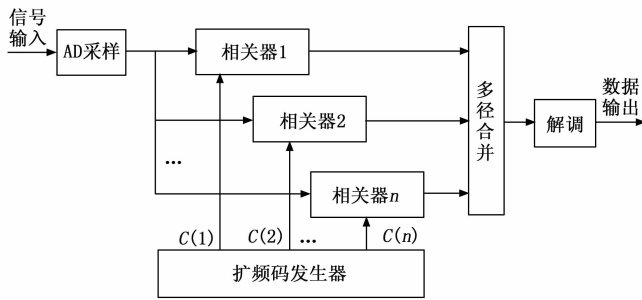 信号
输入
AD采样
相关器1
相关器2
...
相关器n
C(1)
C(2)
...
C(n)
扩频码发生器
多径合并
解调
数据
输出